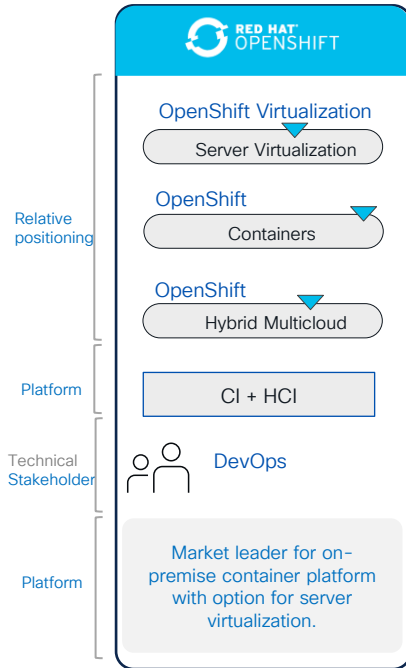 RED HAT®
OPENSHIFT
OpenShift Virtualization
Server Virtualization
OpenShift
Containers
Relative
positioning
OpenShift
Hybrid Multicloud
Platform
CI + HCI
Technical
Stakeholder
DevOps
Platform
Market leader for on-
premise container platform
with option for server
virtualization.